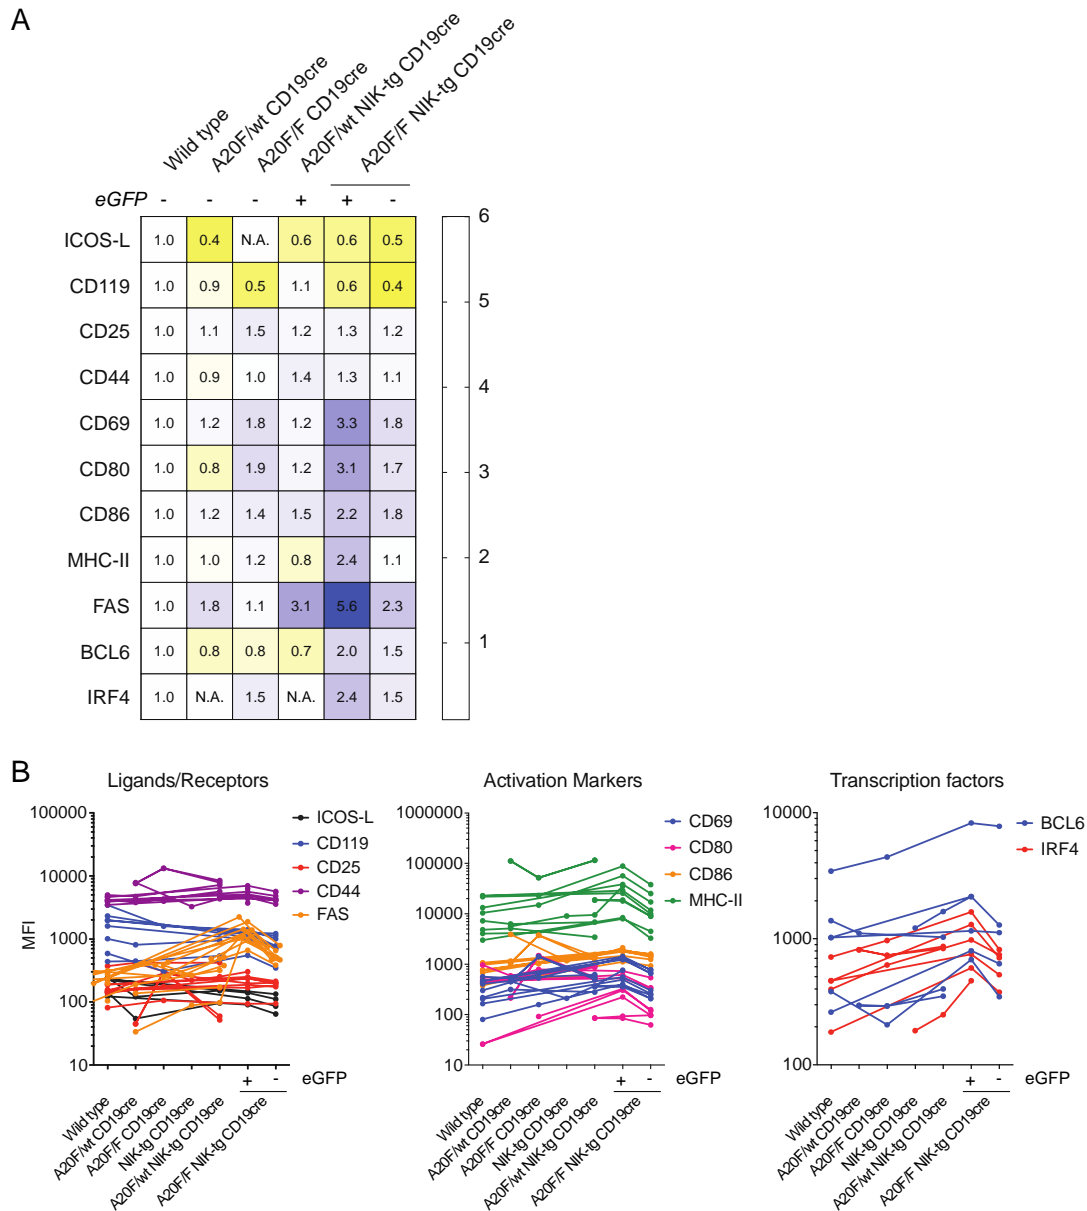 A
Wild type
A20F/wt CD19cre
A20F/F CD19cre
A20F/wt NIK-tg CD19cre
A20F/F NIK-tg CD19cre
eGFP - - - + + -
ICOS-L 1.0 0.4 N.A. 0.6 0.6 0.5
CD119 1.0 0.9 0.5 1.1 0.6 0.4
CD25 1.0 1.1 1.5 1.2 1.3 1.2
CD44 1.0 0.9 1.0 1.4 1.3 1.1
CD69 1.0 1.2 1.8 1.2 3.3 1.8
CD80 1.0 0.8 1.9 1.2 3.1 1.7
CD86 1.0 1.2 1.4 1.5 2.2 1.8
MHC-II 1.0 1.0 1.2 0.8 2.4 1.1
FAS 1.0 1.8 1.1 3.1 5.6 2.3
BCL6 1.0 0.8 0.8 0.7 2.0 1.5
IRF4 1.0 N.A. 1.5 N.A. 2.4 1.5
6
5
4
3
2
1
B
Ligands/Receptors
MFI
100000
10000
1000
100
10
ICOS-L
CD119
CD25
CD44
FAS
+ - eGFP
Wild type
A20F/wt CD19cre
A20F/F CD19cre
NIK-tg CD19cre
A20F/wt NIK-tg CD19cre
A20F/F NIK-tg CD19cre
Activation Markers
1000000
100000
10000
1000
100
10
CD69
CD80
CD86
MHC-II
+ - eGFP
Wild type
A20F/wt CD19cre
A20F/F CD19cre
NIK-tg CD19cre
A20F/wt NIK-tg CD19cre
A20F/F NIK-tg CD19cre
Transcription factors
10000
1000
100
BCL6
IRF4
+ - eGFP
Wild type
A20F/wt CD19cre
A20F/F CD19cre
NIK-tg CD19cre
A20F/wt NIK-tg CD19cre
A20F/F NIK-tg CD19cre